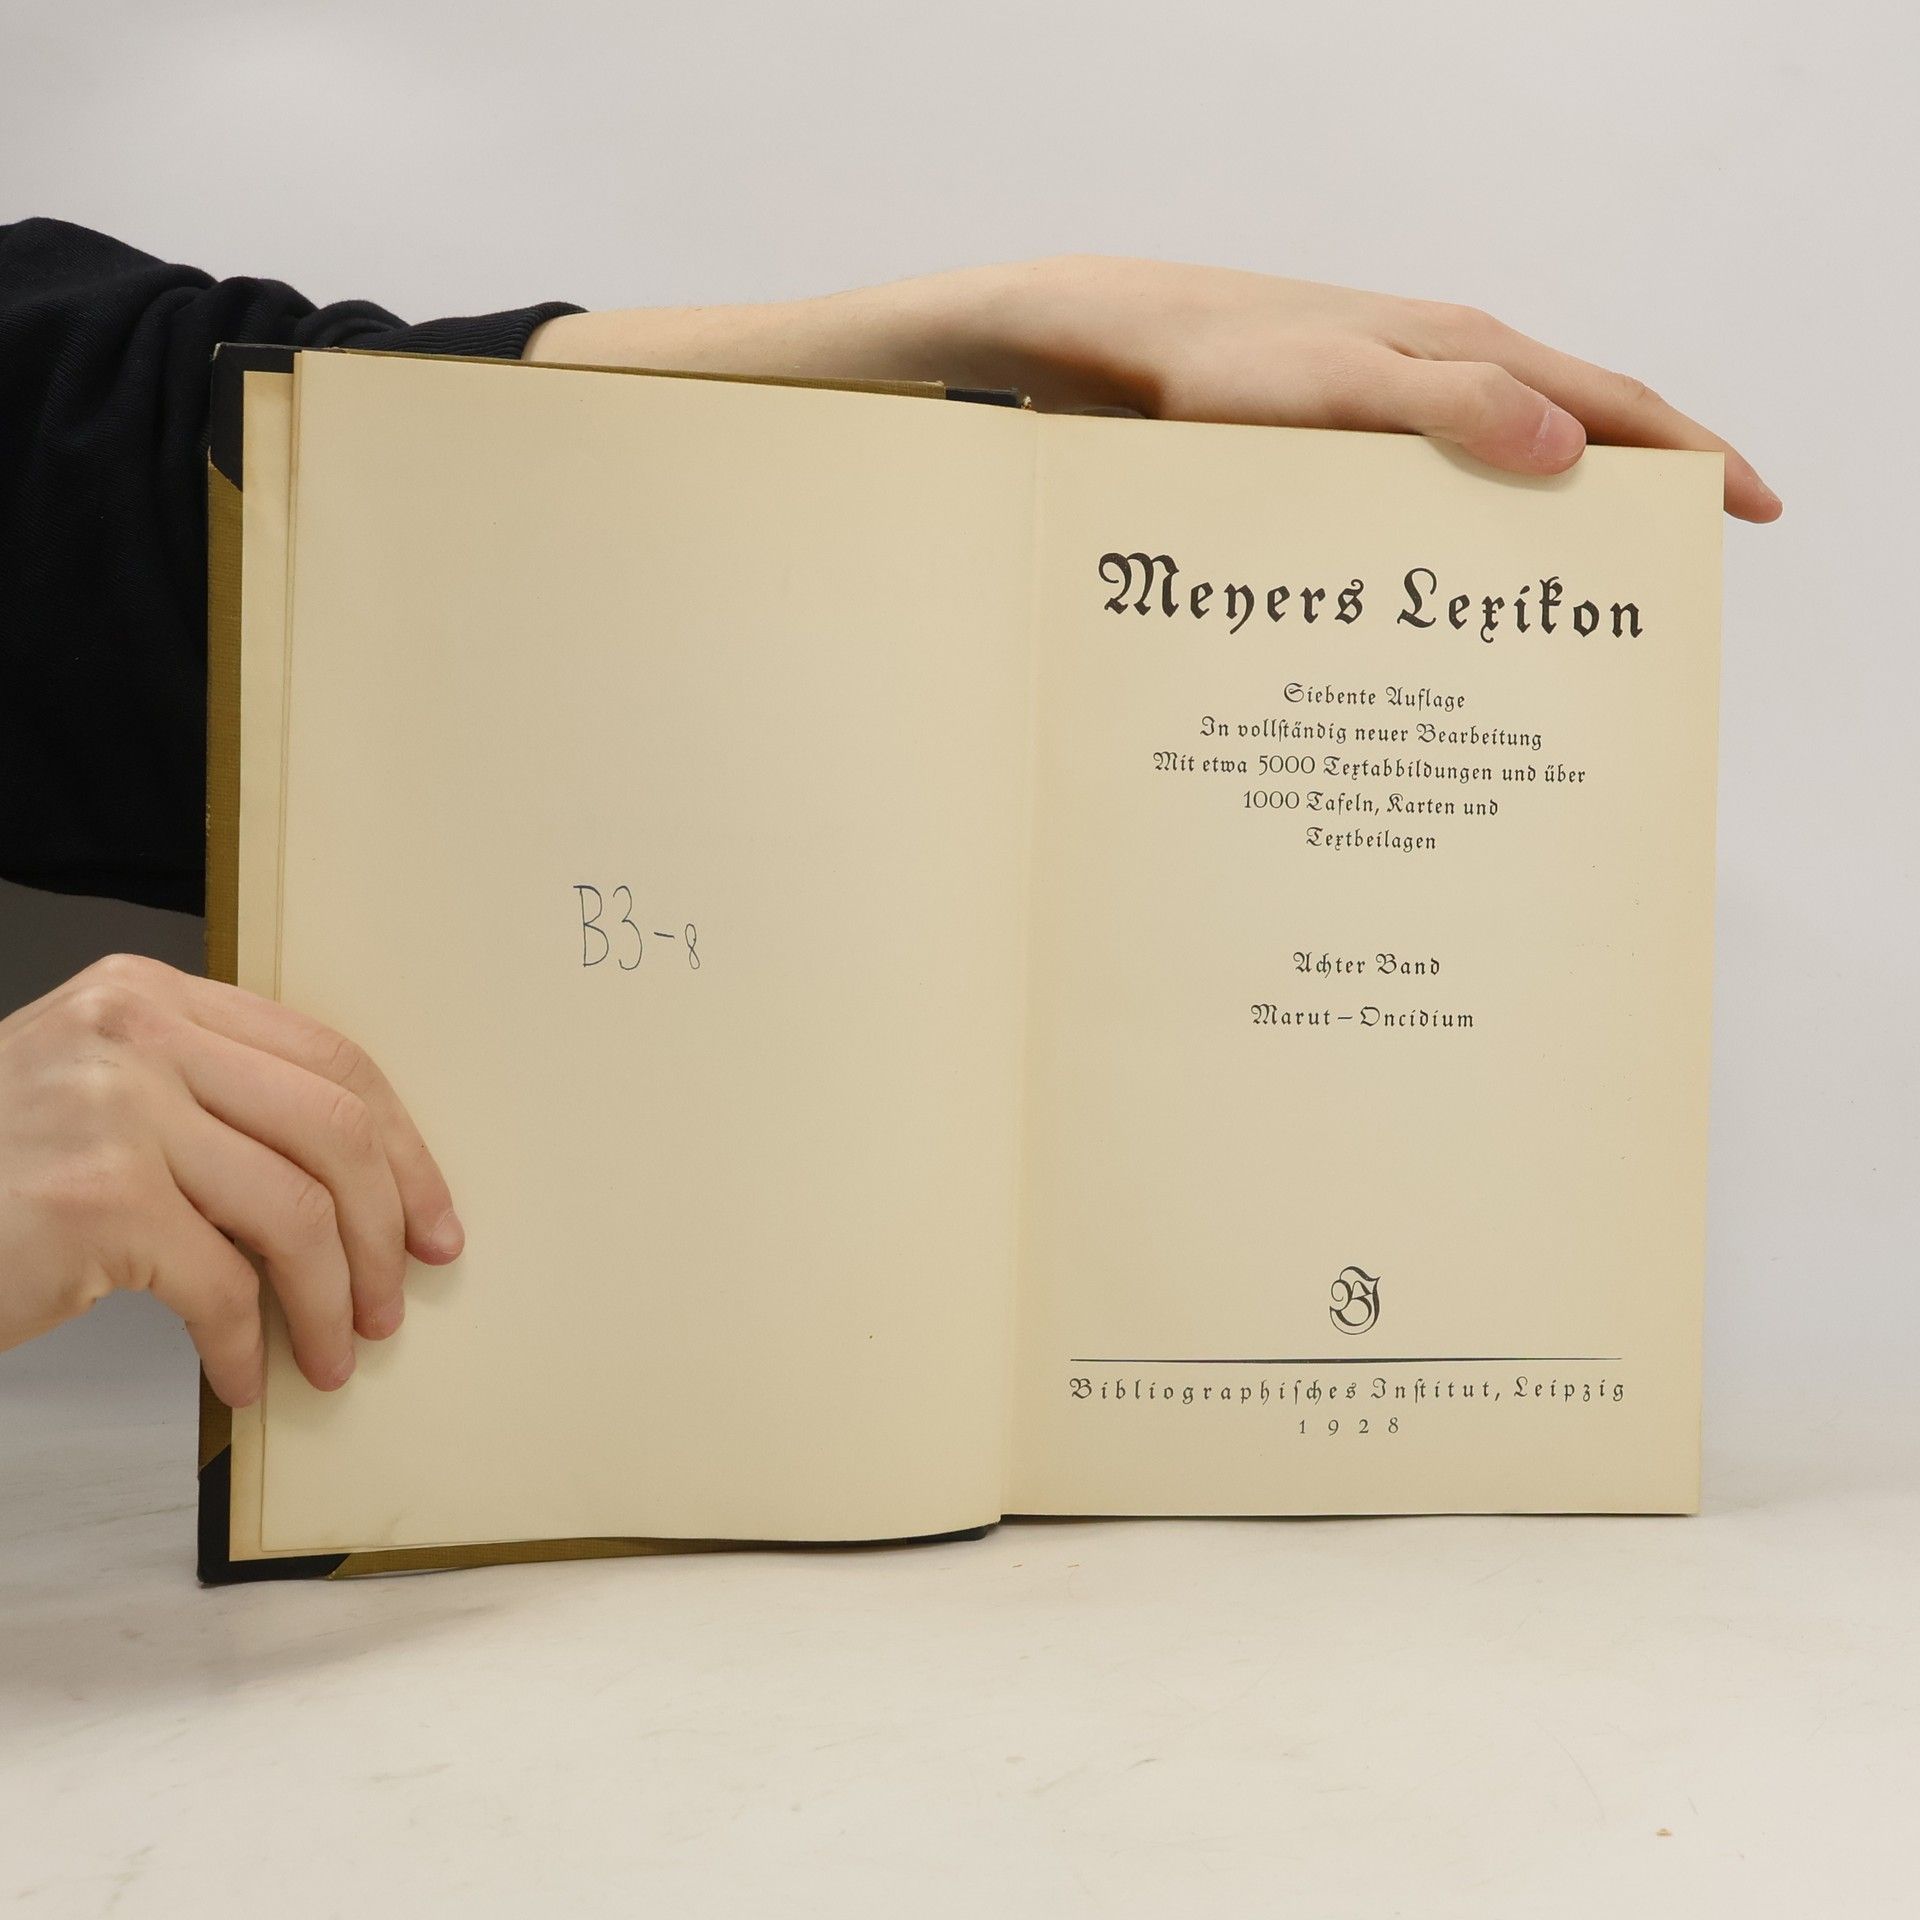 B3-8
Meyers Lexikon
Siebente Auflage
In vollſtändig neuer Bearbeitung
Mit etwa 5000 Textabbildungen und über
1000 Tafeln, Karten und
Textbeilagen
Achter Band
Marut – Oncidium
BI
Bibliographiſches Inſtitut, Leipzig
1928